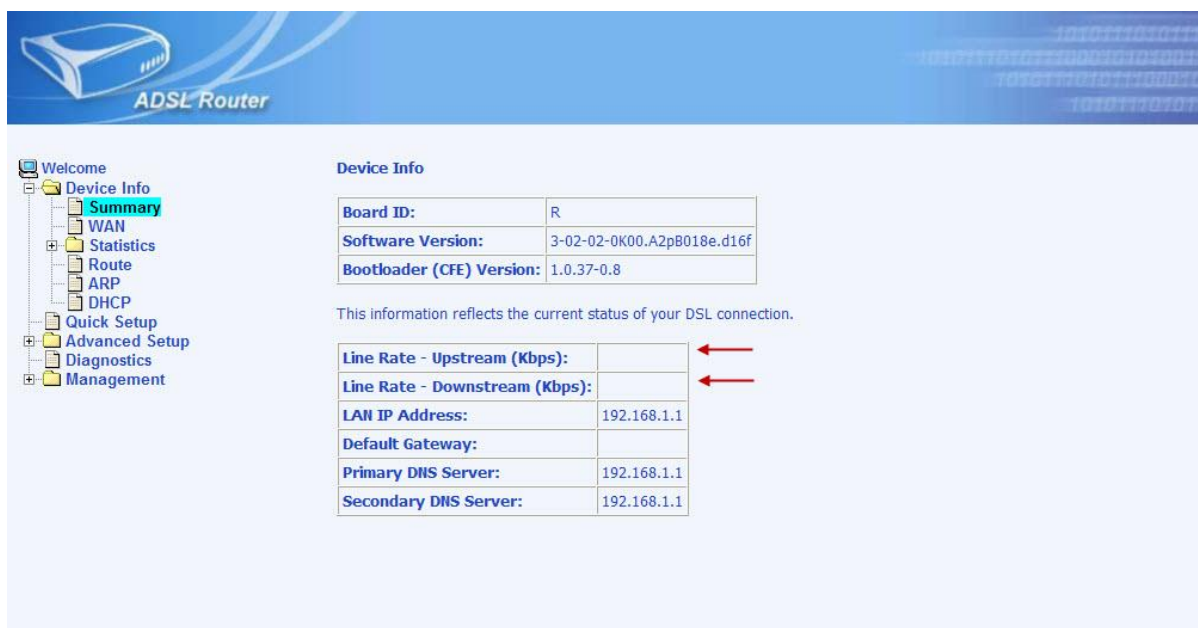 ADSL Router
Welcome
Device Info
Summary
WAN
Statistics
Route
ARP
DHCP
Quick Setup
Advanced Setup
Diagnostics
Management
Device Info
Board ID: R
Software Version: 3-02-02-0K00.A2pB018e.d16f
Bootloader (CFE) Version: 1.0.37-0.8
This information reflects the current status of your DSL connection.
Line Rate - Upstream (Kbps):
Line Rate - Downstream (Kbps):
LAN IP Address: 192.168.1.1
Default Gateway:
Primary DNS Server: 192.168.1.1
Secondary DNS Server: 192.168.1.1